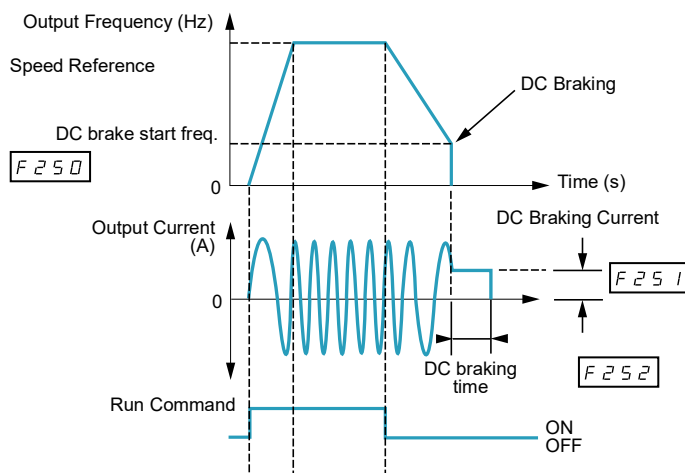 Output Frequency (Hz)
Speed Reference
DC Braking
DC brake start freq.
F250
0
Time (s)
Output Current
(A)
DC Braking Current
F251
0
DC braking
time
F252
Run Command
ON
OFF